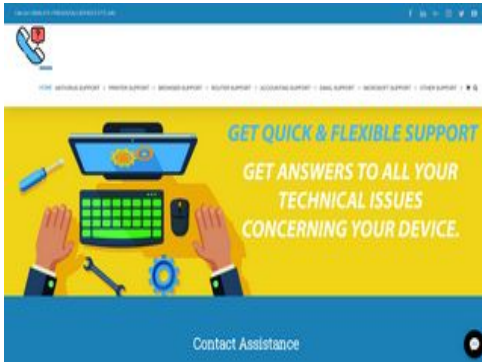 HOME ANTIVIRUS SUPPORT PRINTER SUPPORT BROWSER SUPPORT ROUTER SUPPORT ACCOUNTING SUPPORT EMAIL SUPPORT MICROSOFT SUPPORT OTHER SUPPORT
GET QUICK & FLEXIBLE SUPPORT
GET ANSWERS TO ALL YOUR
TECHNICAL ISSUES
CONCERNING YOUR DEVICE.
Contact Assistance